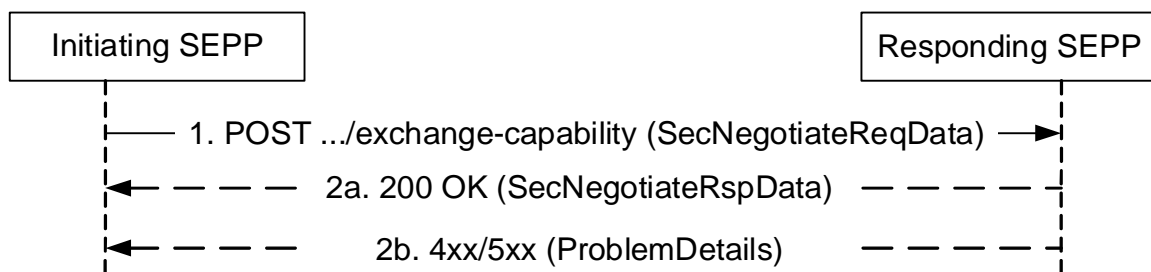 Initiating SEPP
Responding SEPP
1. POST .../exchange-capability (SecNegotiateReqData)
2a. 200 OK (SecNegotiateRspData)
2b. 4xx/5xx (ProblemDetails)